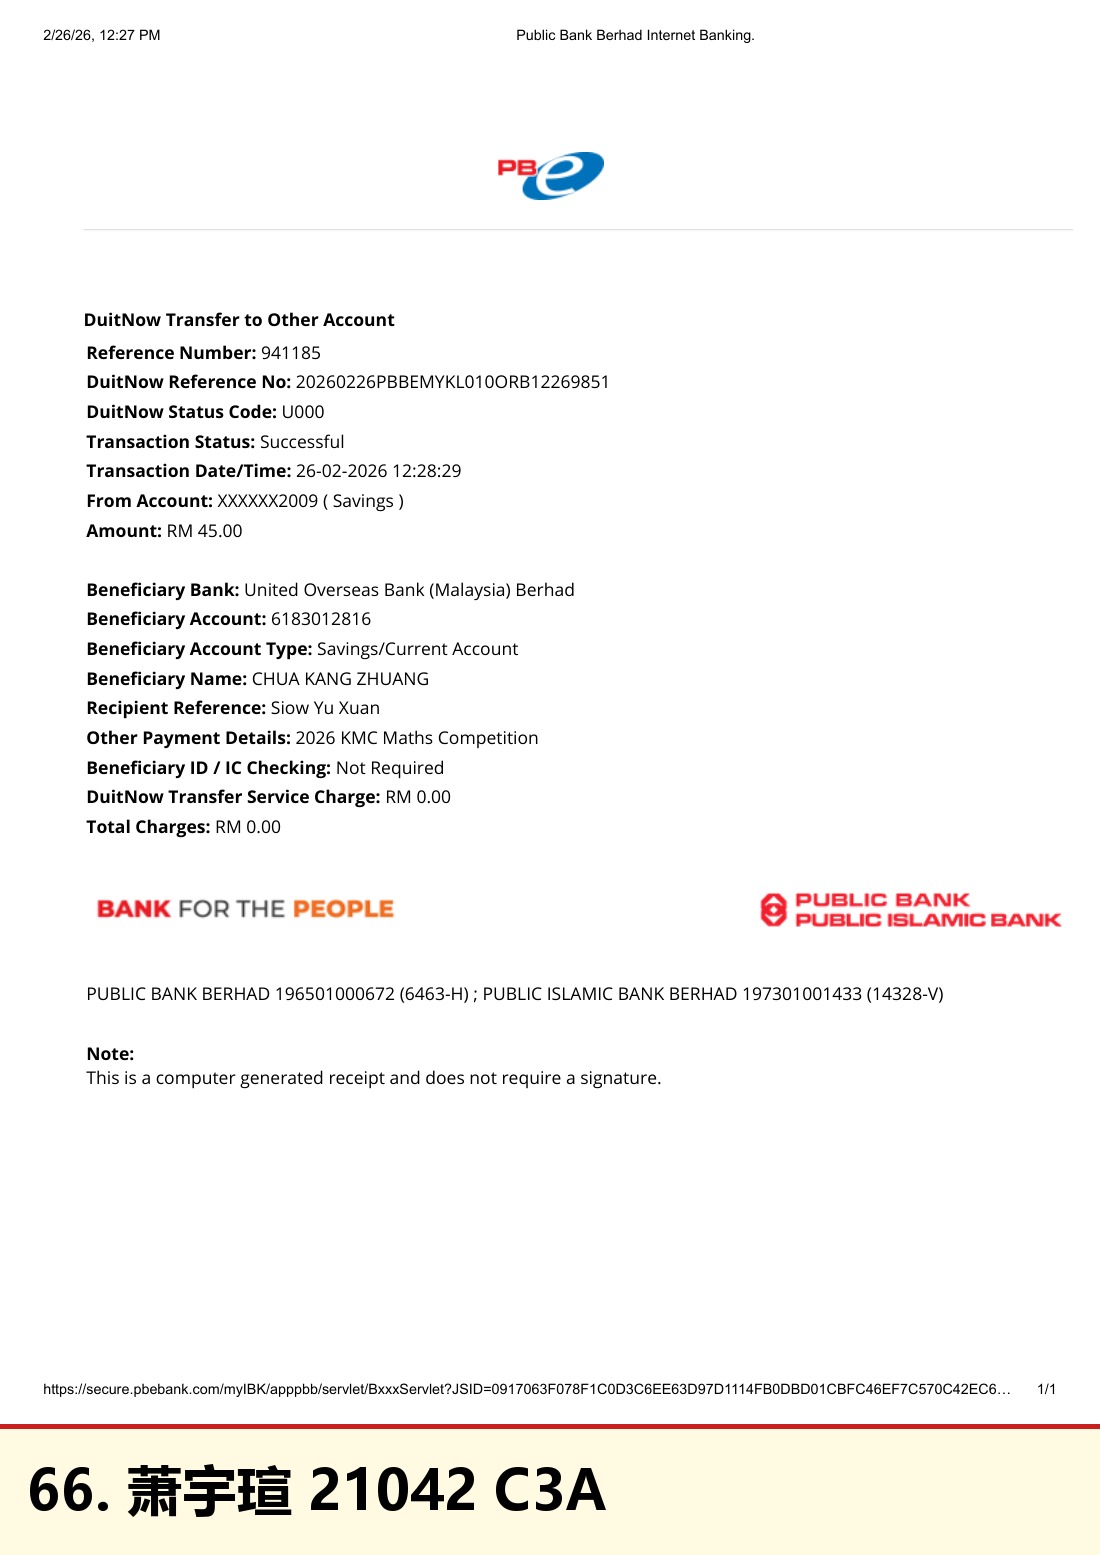 2/26/26, 12:27 PM Public Bank Berhad Internet Banking.
PBe
DuitNow Transfer to Other Account
Reference Number: 941185
DuitNow Reference No: 20260226PBBEMYKL010ORB12269851
DuitNow Status Code: U000
Transaction Status: Successful
Transaction Date/Time: 26-02-2026 12:28:29
From Account: XXXXXX2009 ( Savings )
Amount: RM 45.00
Beneficiary Bank: United Overseas Bank (Malaysia) Berhad
Beneficiary Account: 6183012816
Beneficiary Account Type: Savings/Current Account
Beneficiary Name: CHUA KANG ZHUANG
Recipient Reference: Siow Yu Xuan
Other Payment Details: 2026 KMC Maths Competition
Beneficiary ID / IC Checking: Not Required
DuitNow Transfer Service Charge: RM 0.00
Total Charges: RM 0.00
BANK FOR THE PEOPLE
PUBLIC BANK
PUBLIC ISLAMIC BANK
PUBLIC BANK BERHAD 196501000672 (6463-H) ; PUBLIC ISLAMIC BANK BERHAD 197301001433 (14328-V)
Note:
This is a computer generated receipt and does not require a signature.
https://secure.pbebank.com/myIBK/apppbb/servlet/BxxxServlet?JSID=0917063F078F1C0D3C6EE63D97D1114FB0DBD01CBFC46EF7C570C42EC6… 1/1
66. 萧宇瑄 21042 C3A